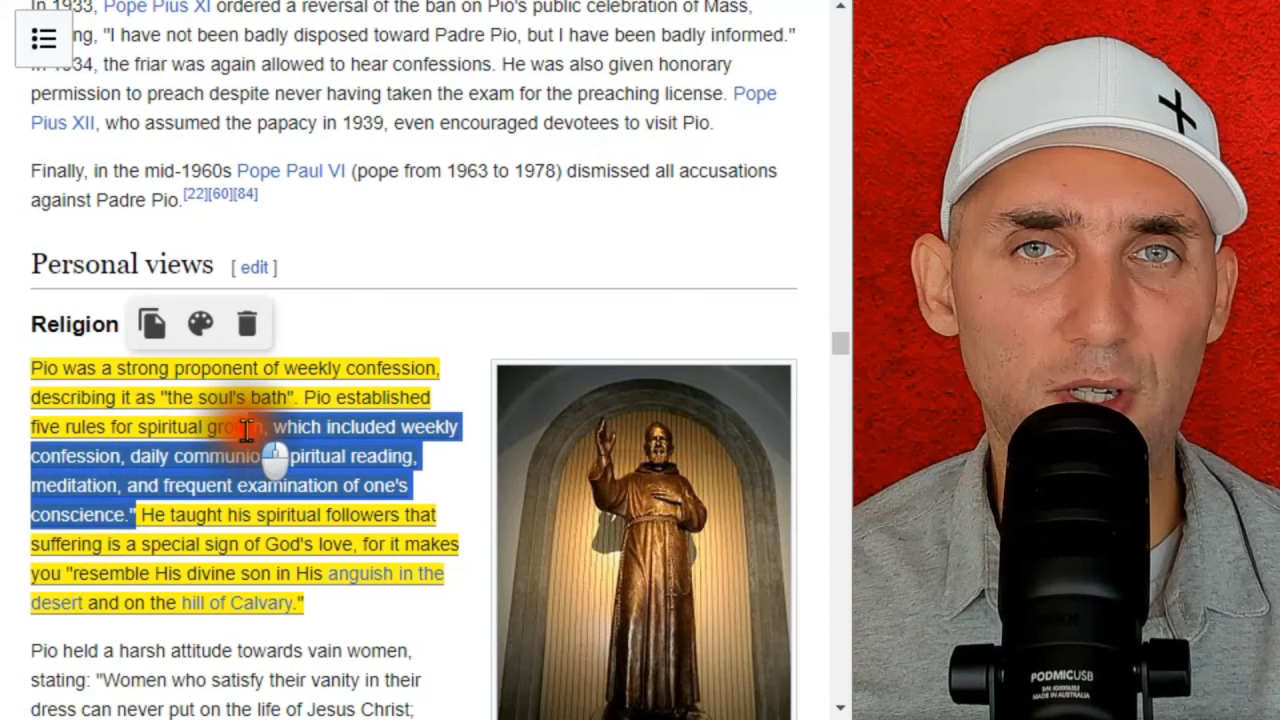 In 1933, Pope Pius XI ordered a reversal of the ban on Pio's public celebration of Mass,
"I have not been badly disposed toward Padre Pio, but I have been badly informed."
the friar was again allowed to hear confessions. He was also given honorary
permission to preach despite never having taken the exam for the preaching license. Pope
Pius XII, who assumed the papacy in 1939, even encouraged devotees to visit Pio.
Finally, in the mid-1960s Pope Paul VI (pope from 1963 to 1978) dismissed all accusations
against Padre Pio.[22][60][84]
Personal views [ edit ]
Religion
Pio was a strong proponent of weekly confession,
describing it as "the soul's bath". Pio established
five rules for spiritual which included weekly
confession, daily reading,
meditation, and frequent examination of one's
conscience." He taught his spiritual followers that
suffering is a special sign of God's love, for it makes
you "resemble His divine son in His anguish in the
desert and on the hill of Calvary."
Pio held a harsh attitude towards vain women,
stating: "Women who satisfy their vanity in their
dress can never put on the life of Jesus Christ;
PODMICUSB
MADE IN AUSTRALIA